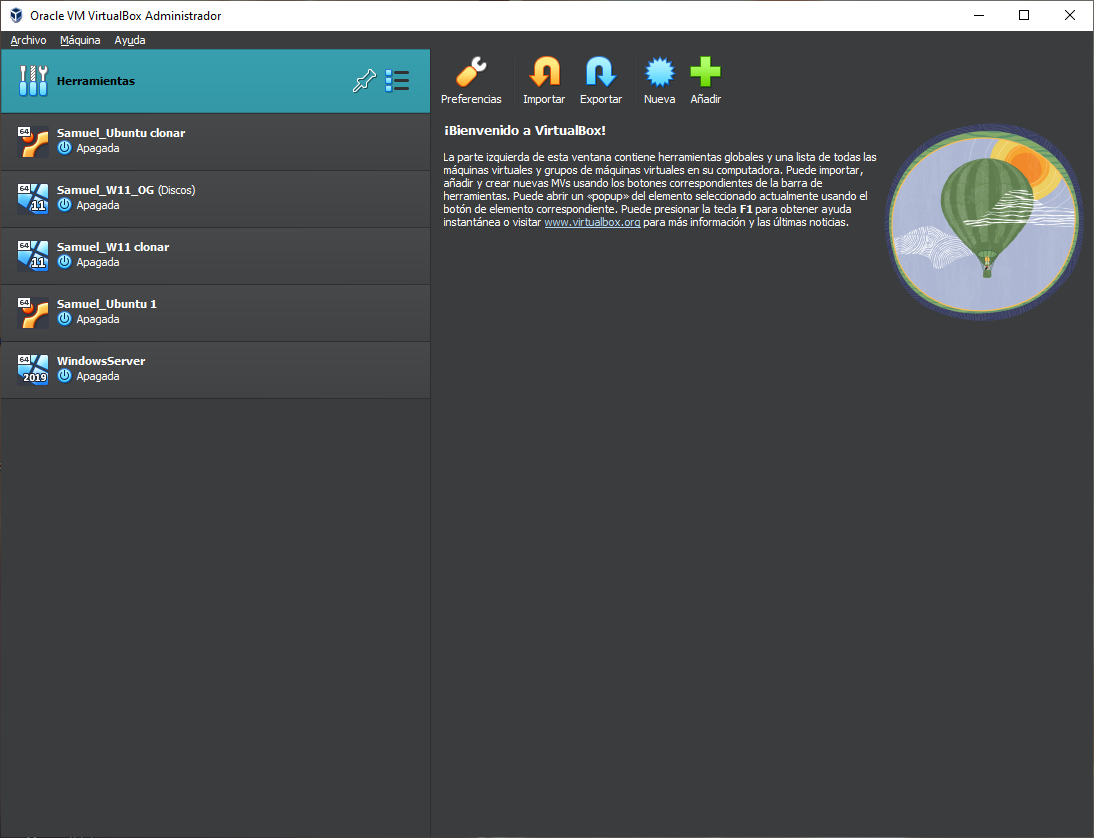 Oracle VM VirtualBox Administrador
Archivo Máquina Ayuda
Herramientas
Preferencias Importar Exportar Nueva Añadir
64
Samuel_Ubuntu clonar
Apagada
64
11
Samuel_W11_OG (Discos)
Apagada
64
11
Samuel_W11 clonar
Apagada
64
Samuel_Ubuntu 1
Apagada
64
2019
WindowsServer
Apagada
¡Bienvenido a VirtualBox!
La parte izquierda de esta ventana contiene herramientas globales y una lista de todas las
máquinas virtuales y grupos de máquinas virtuales en su computadora. Puede importar,
añadir y crear nuevas MVs usando los botones correspondientes de la barra de
herramientas. Puede abrir un «popup» del elemento seleccionado actualmente usando el
botón de elemento correspondiente. Puede presionar la tecla F1 para obtener ayuda
instantánea o visitar www.virtualbox.org para más información y las últimas noticias.